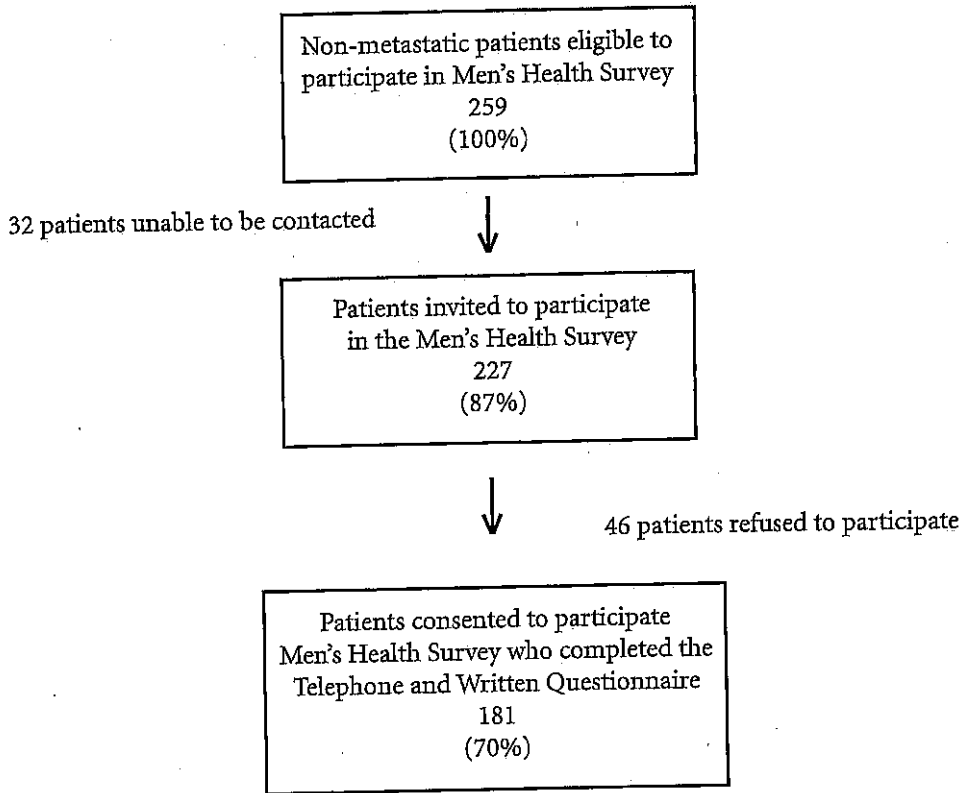 Non-metastatic patients eligible to
participate in Men's Health Survey
259
(100%)
32 patients unable to be contacted
Patients invited to participate
in the Men's Health Survey
227
(87%)
46 patients refused to participate
Patients consented to participate
Men's Health Survey who completed the
Telephone and Written Questionnaire
181
(70%)